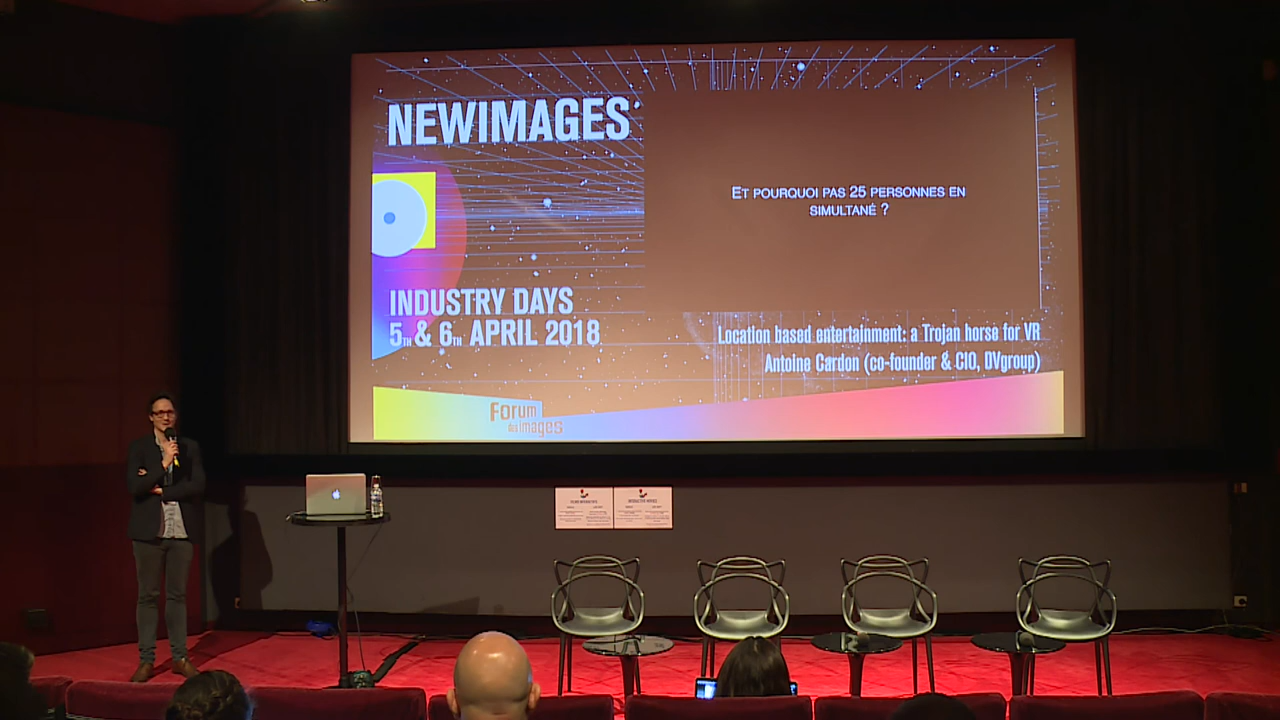 NEWIMAGES
ET POURQUOI PAS 25 PERSONNES EN
SIMULTANÉ ?
INDUSTRY DAYS
5TH & 6TH APRIL 2018
Location based entertainment: a Trojan horse for VR
Antoine Cardon (co-founder & CIO, DVgroup)
Forum
des images